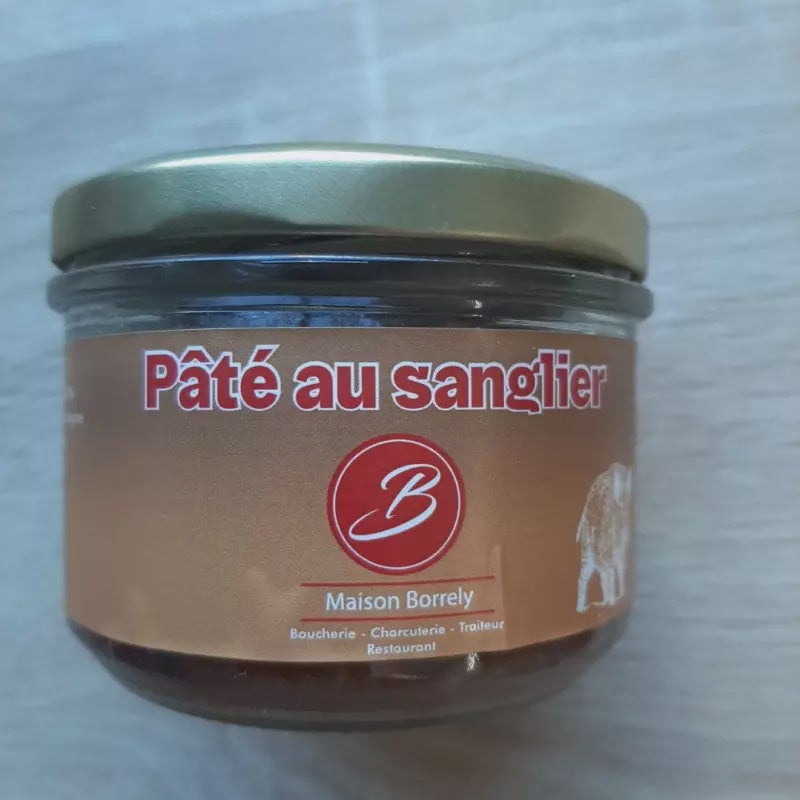 Pâté au sanglier
B
Maison Borrely
Boucherie - Charcuterie - Traiteur
Restaurant